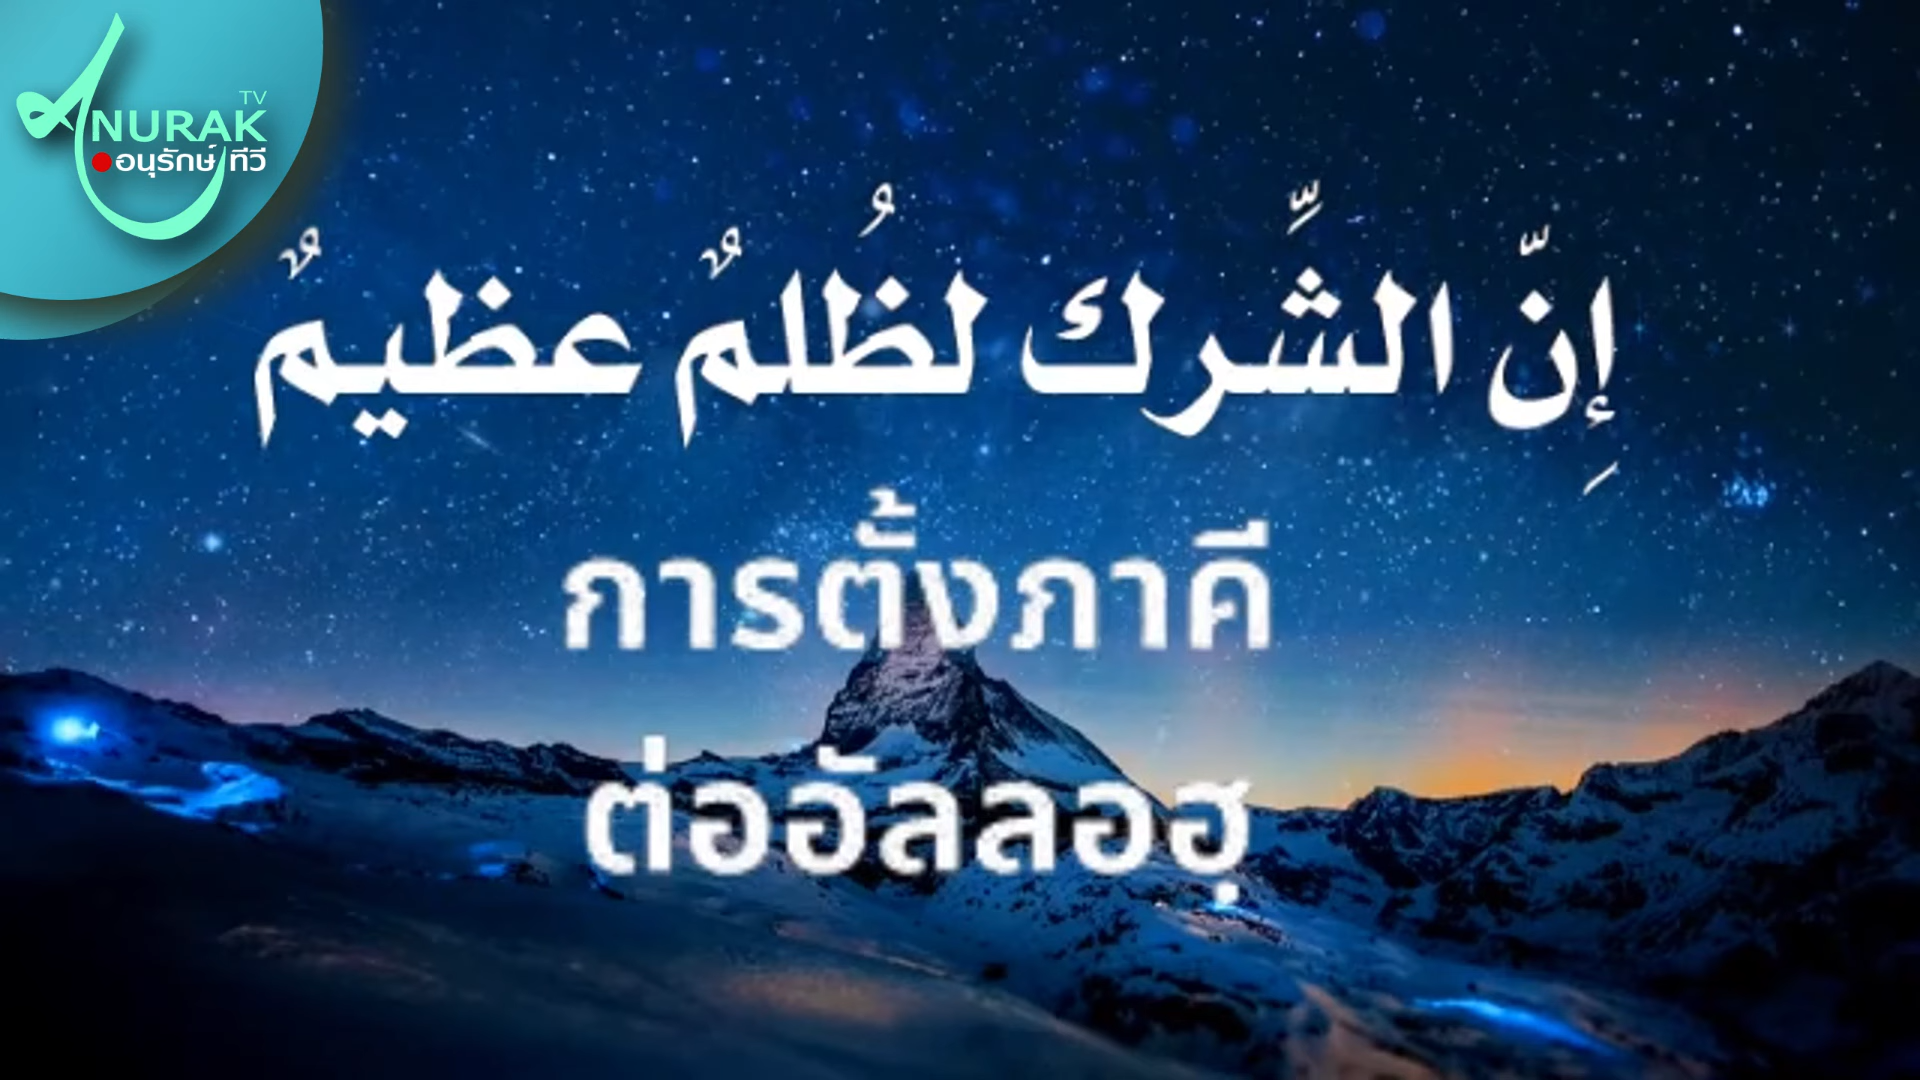 TV
ANURAK
อนุรักษ์ ทีวี
إِنّ الشِّرك لظُلمٌ عظيمٌ
การตั้งภาคี
ต่ออัลลอฮฺ